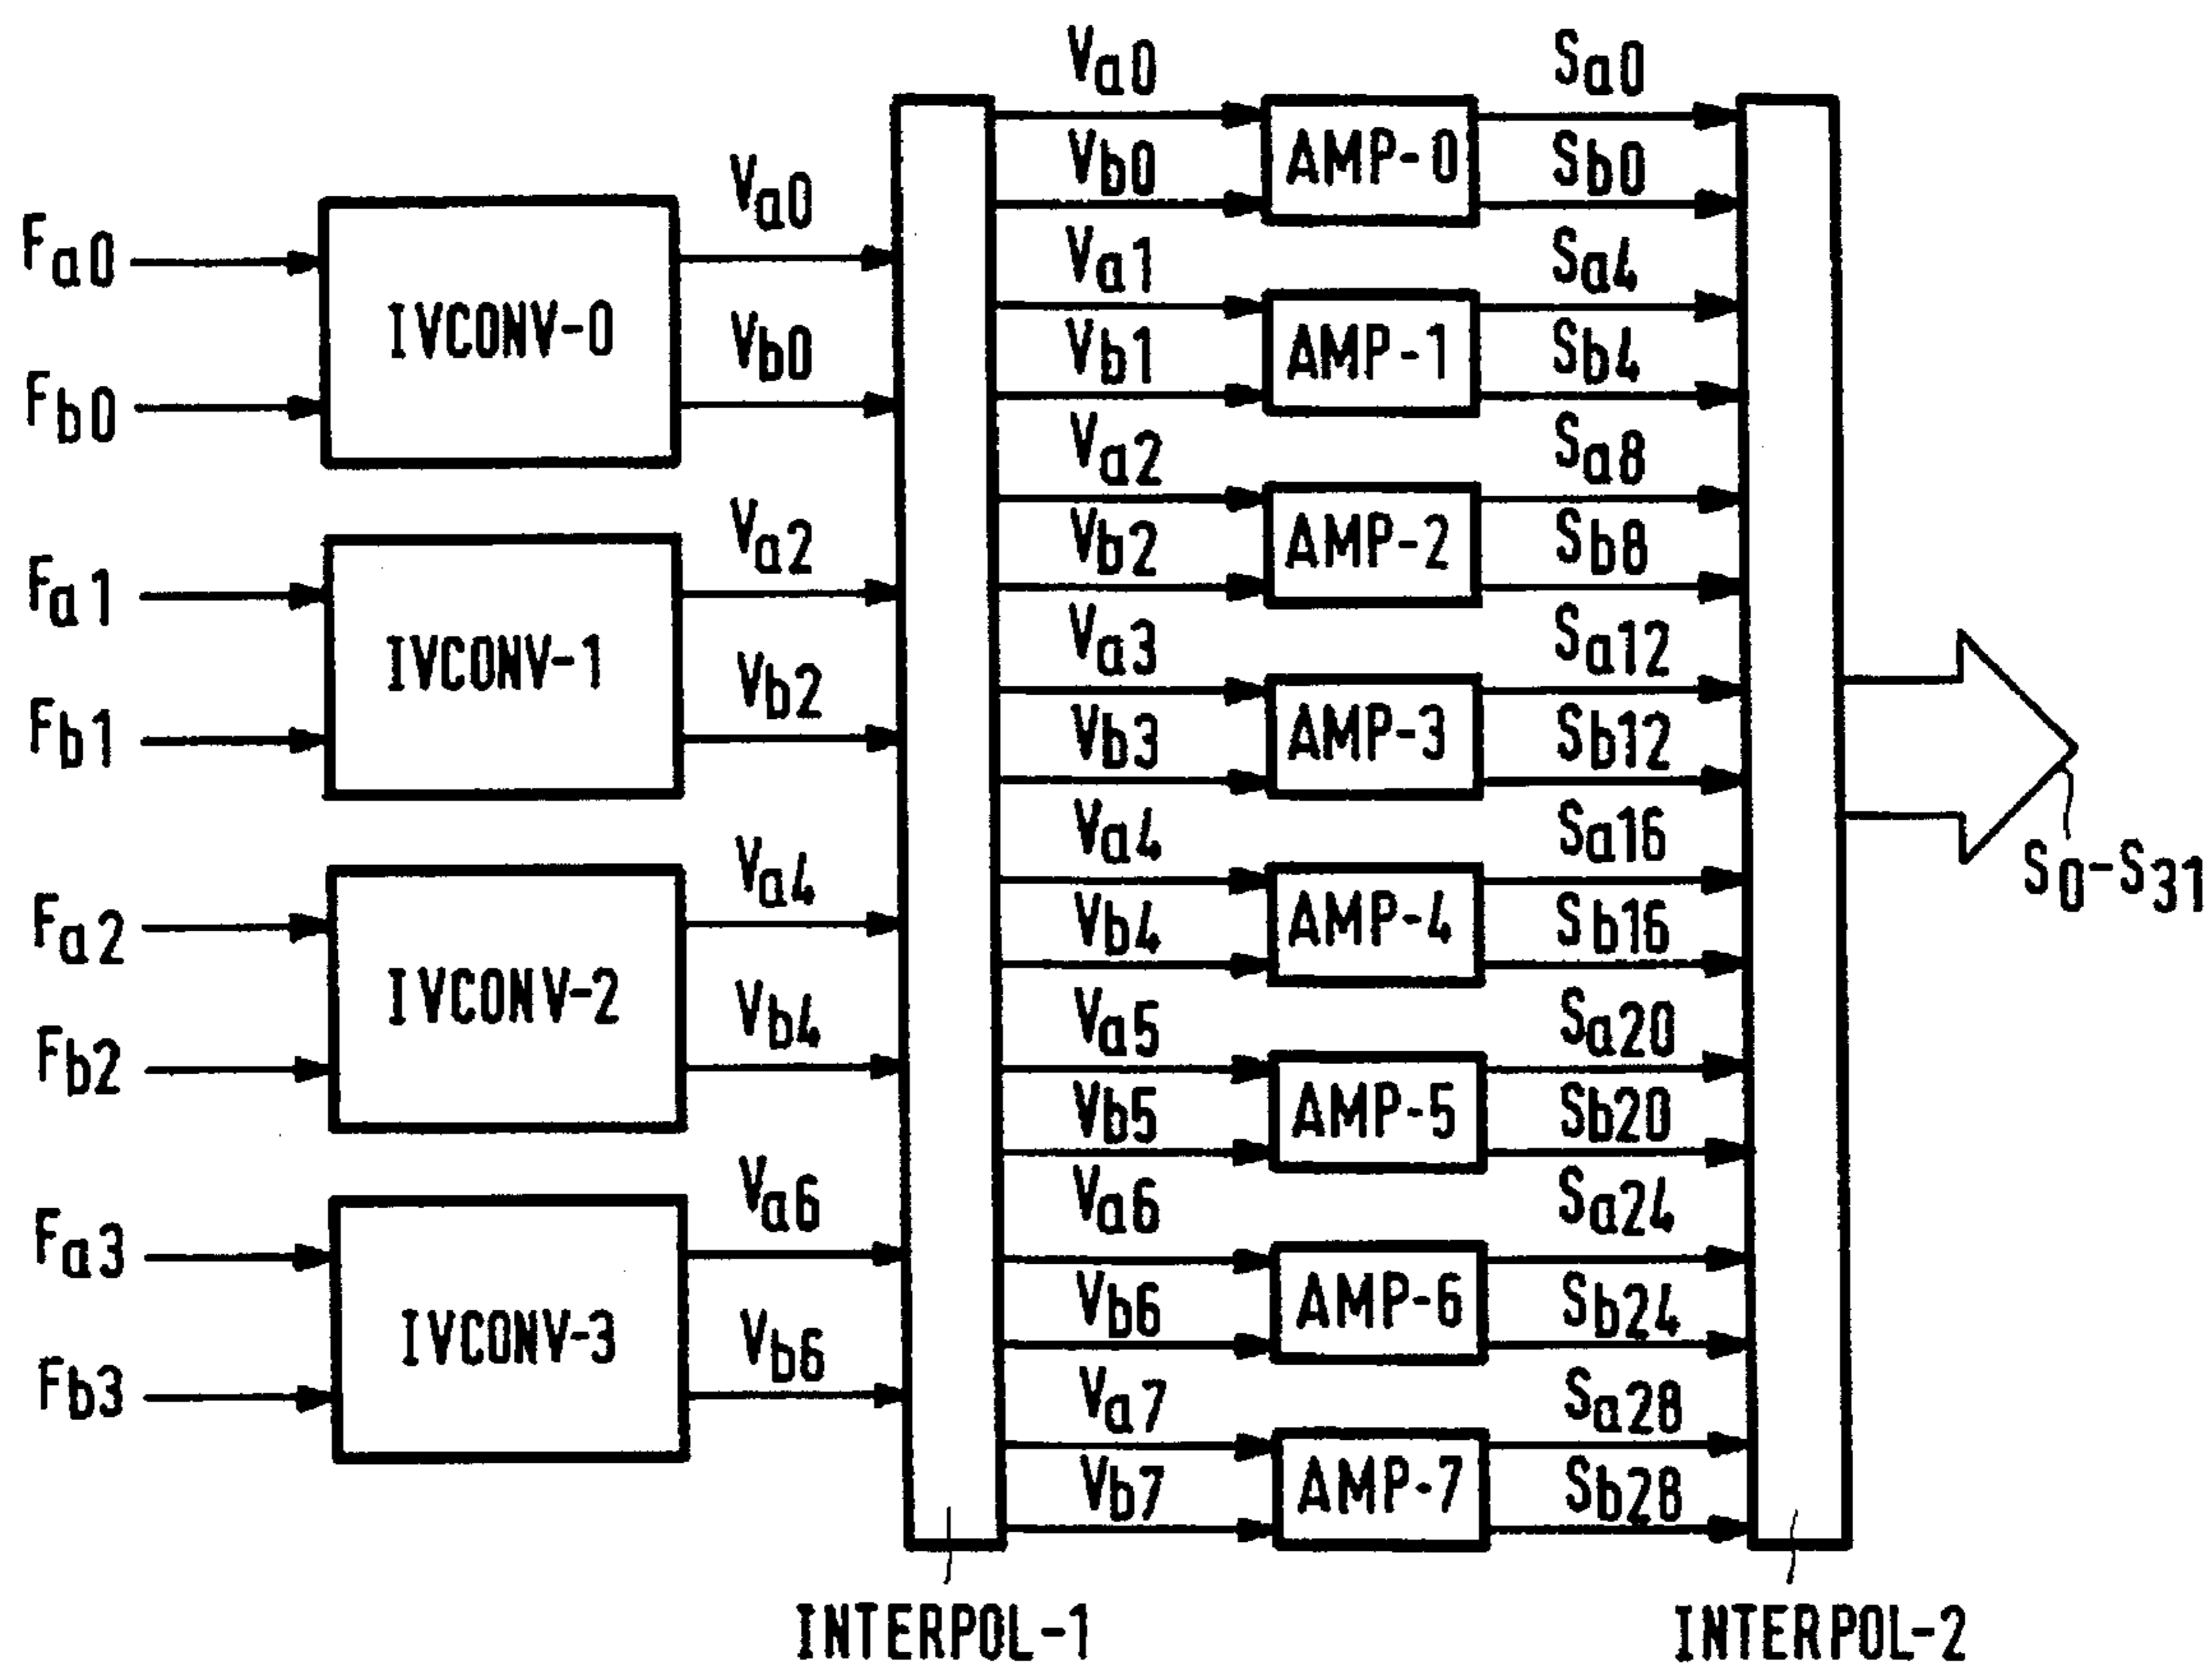 Va0
Sa0
Vb0
Sb0
AMP-0
Va1
Sa4
Vb1
Sb4
AMP-1
Va2
Sa8
Vb2
Sb8
AMP-2
Va3
Sa12
Vb3
Sb12
AMP-3
Va4
Sa16
Vb4
Sb16
AMP-4
Va5
Sa20
Vb5
Sb20
AMP-5
Va6
Sa24
Vb6
Sb24
AMP-6
Va7
Sa28
Vb7
Sb28
AMP-7
Fa0
Fb0
IVCONV-0
Va0
Vb0
Fa1
Fb1
IVCONV-1
Va2
Vb2
Fa2
Fb2
IVCONV-2
Va4
Vb4
Fa3
Fb3
IVCONV-3
Va6
Vb6
S0-S31
INTERPOL-1
INTERPOL-2